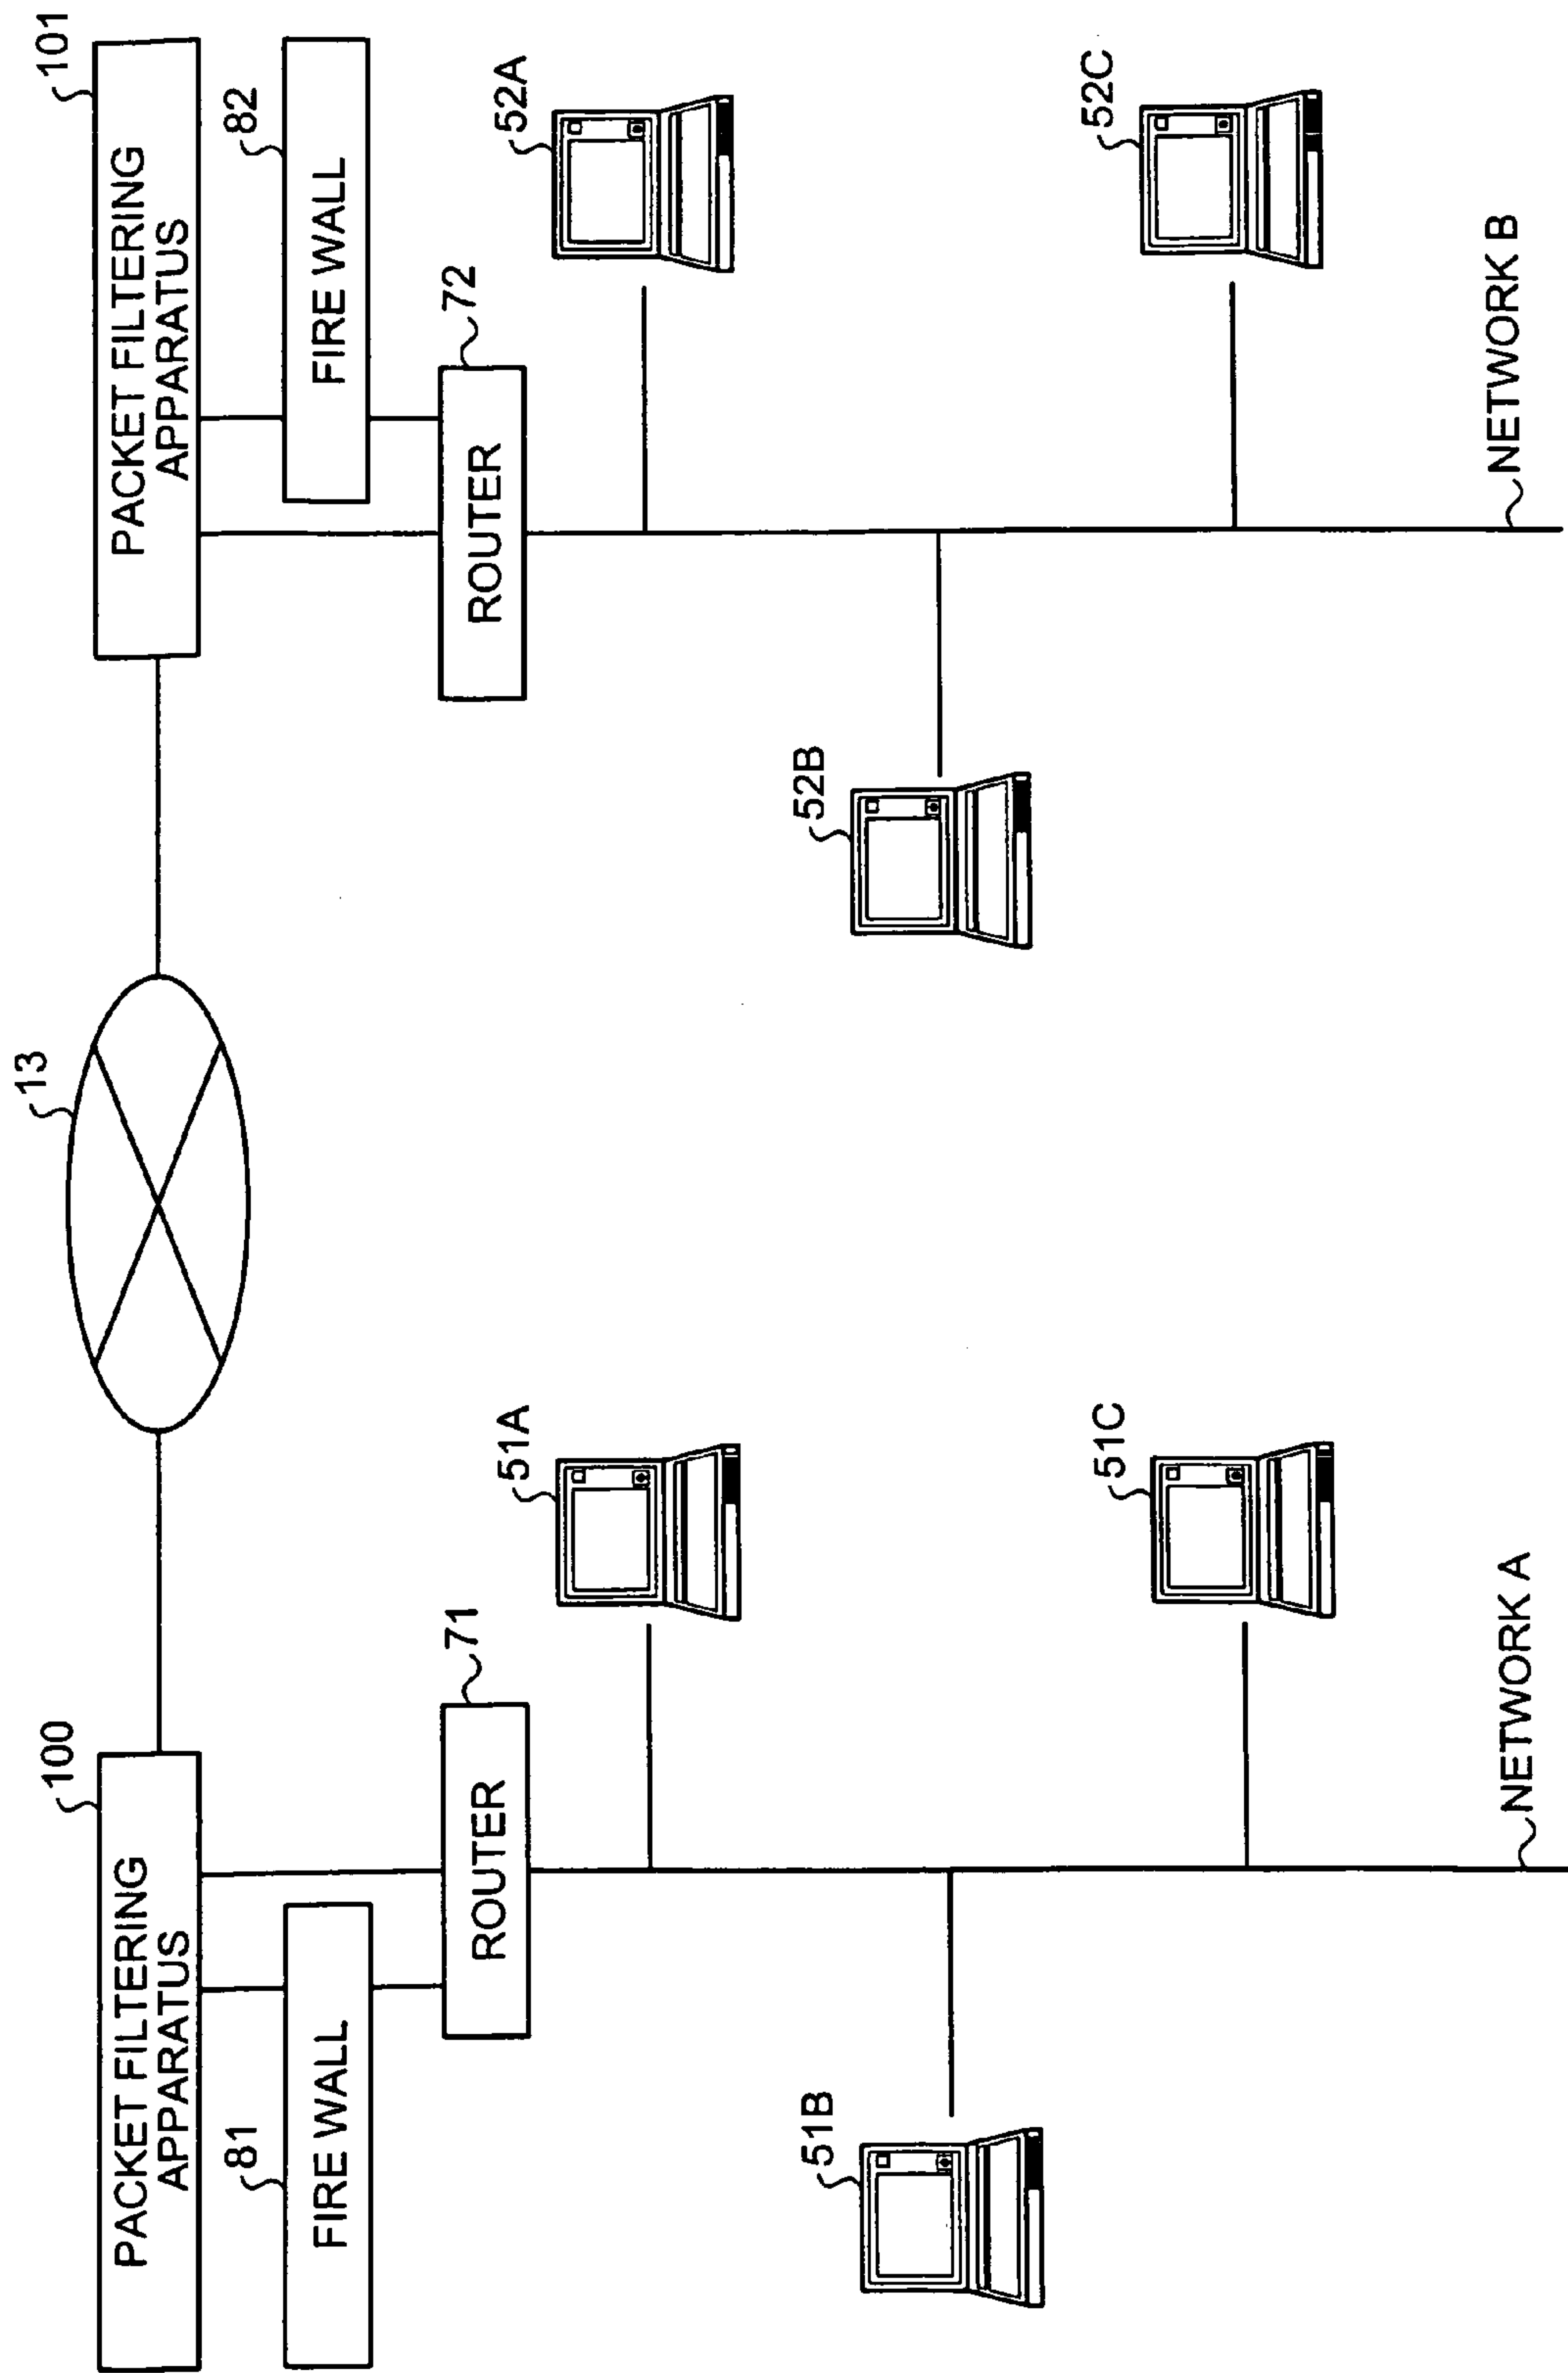 13
100
PACKET FILTERING
APPARATUS
101
PACKET FILTERING
APPARATUS
81
FIRE WALL
82
FIRE WALL
71
ROUTER
72
ROUTER
51A
52A
51B
52B
51C
52C
NETWORK A
NETWORK B